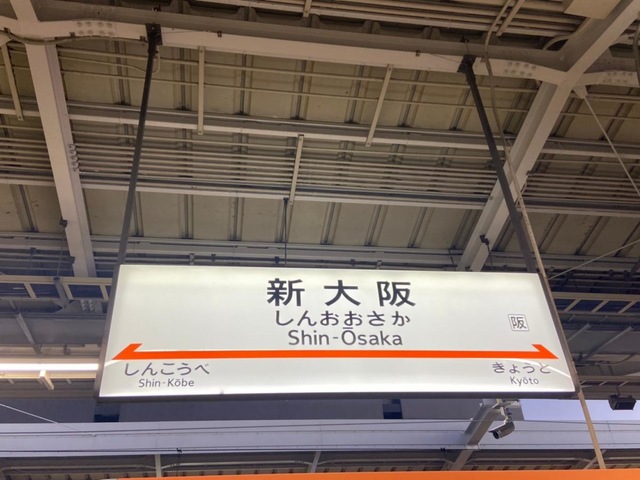 新大阪
しんおおさか
Shin-Ōsaka
阪
しんこうべ
Shin-Kōbe
きょうと
Kyōto